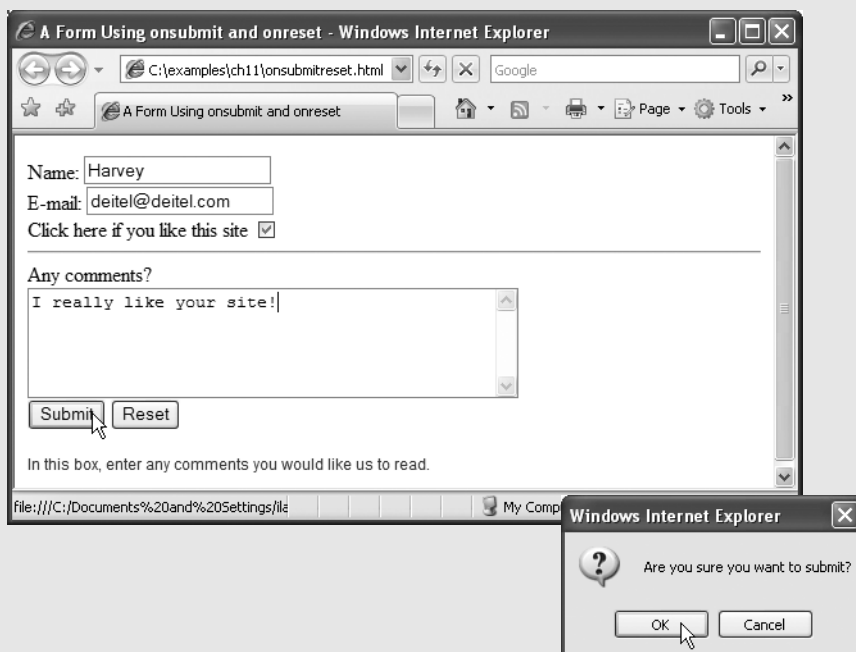 A Form Using onsubmit and onreset - Windows Internet Explorer
C:\examples\ch11\onsubmitreset.html
Google
A Form Using onsubmit and onreset
Page Tools »
Name: Harvey
E-mail: deitel@deitel.com
Click here if you like this site
Any comments?
I really like your site!
Submit Reset
In this box, enter any comments you would like us to read.
file:///C:/Documents%20and%20Settings/ila
My Comp
Windows Internet Explorer
Are you sure you want to submit?
OK Cancel